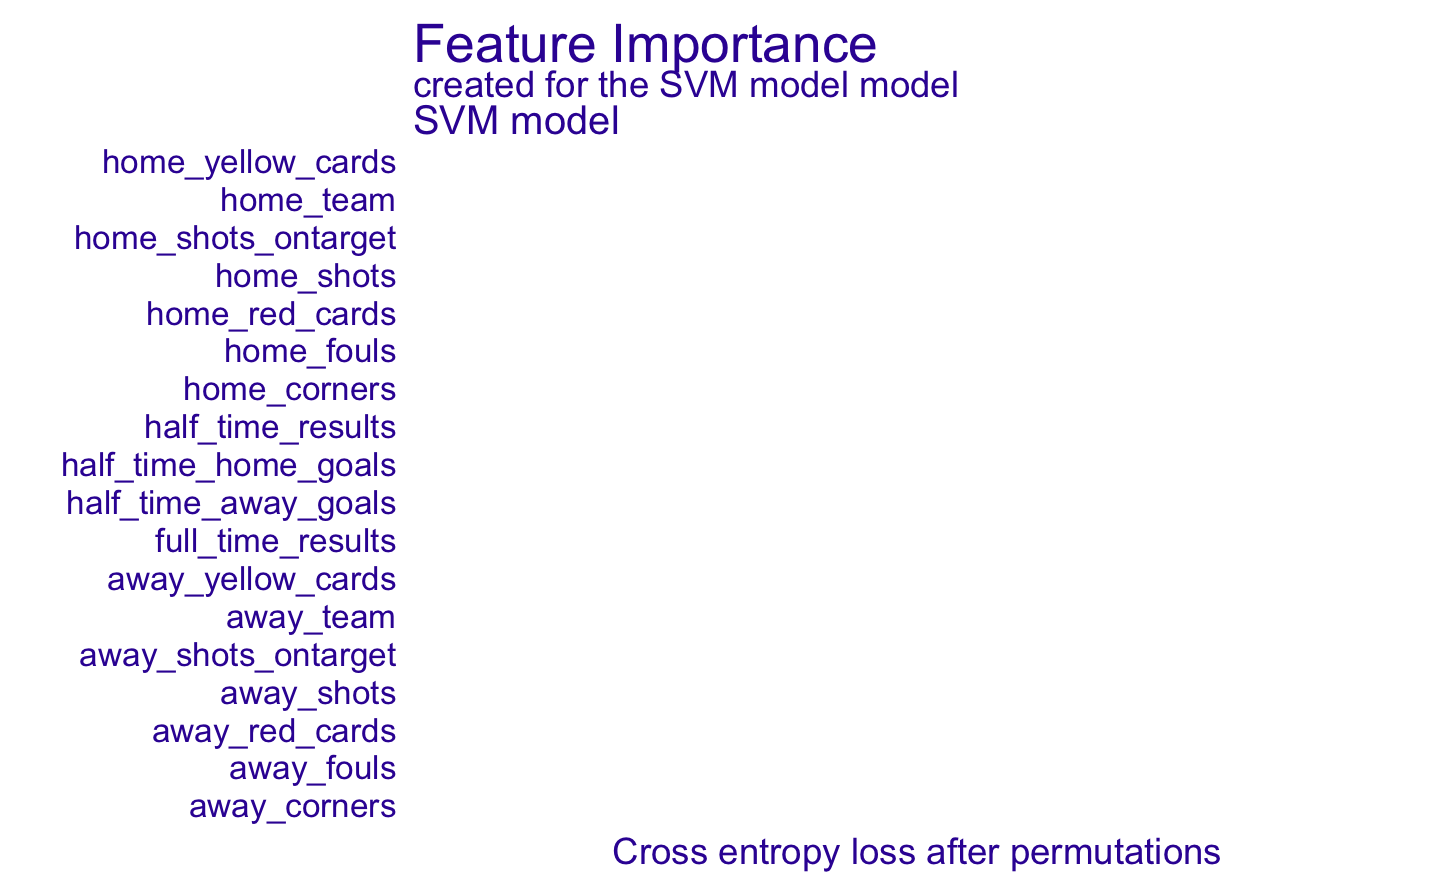 Feature Importance
created for the SVM model model
SVM model
home_yellow_cards
home_team
home_shots_ontarget
home_shots
home_red_cards
home_fouls
home_corners
half_time_results
half_time_home_goals
half_time_away_goals
full_time_results
away_yellow_cards
away_team
away_shots_ontarget
away_shots
away_red_cards
away_fouls
away_corners
Cross entropy loss after permutations